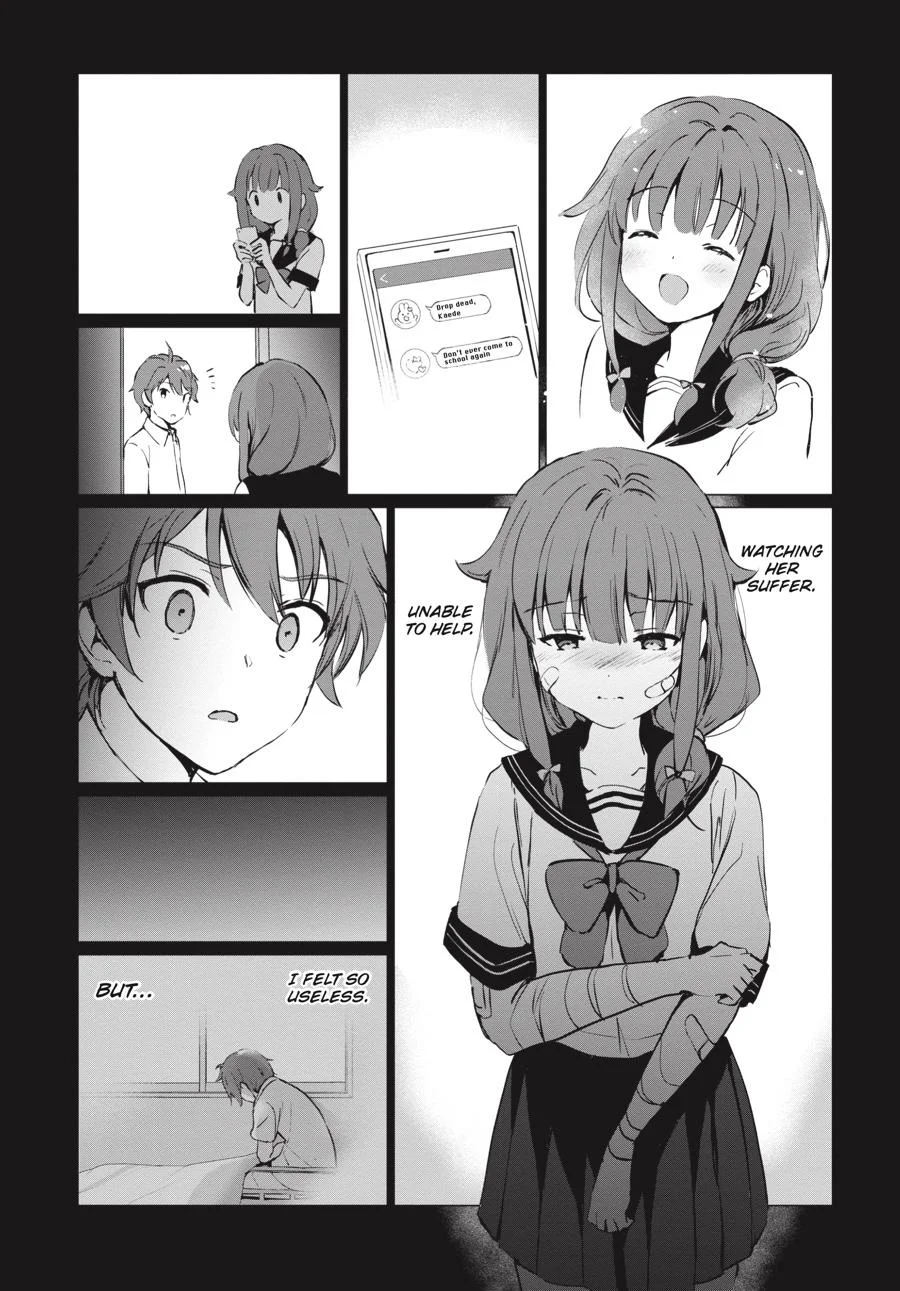 Drop dead,
Kaede
Don't ever come to
school again
WATCHING
HER
SUFFER.
UNABLE
TO HELP.
I FELT SO
USELESS.
BUT...